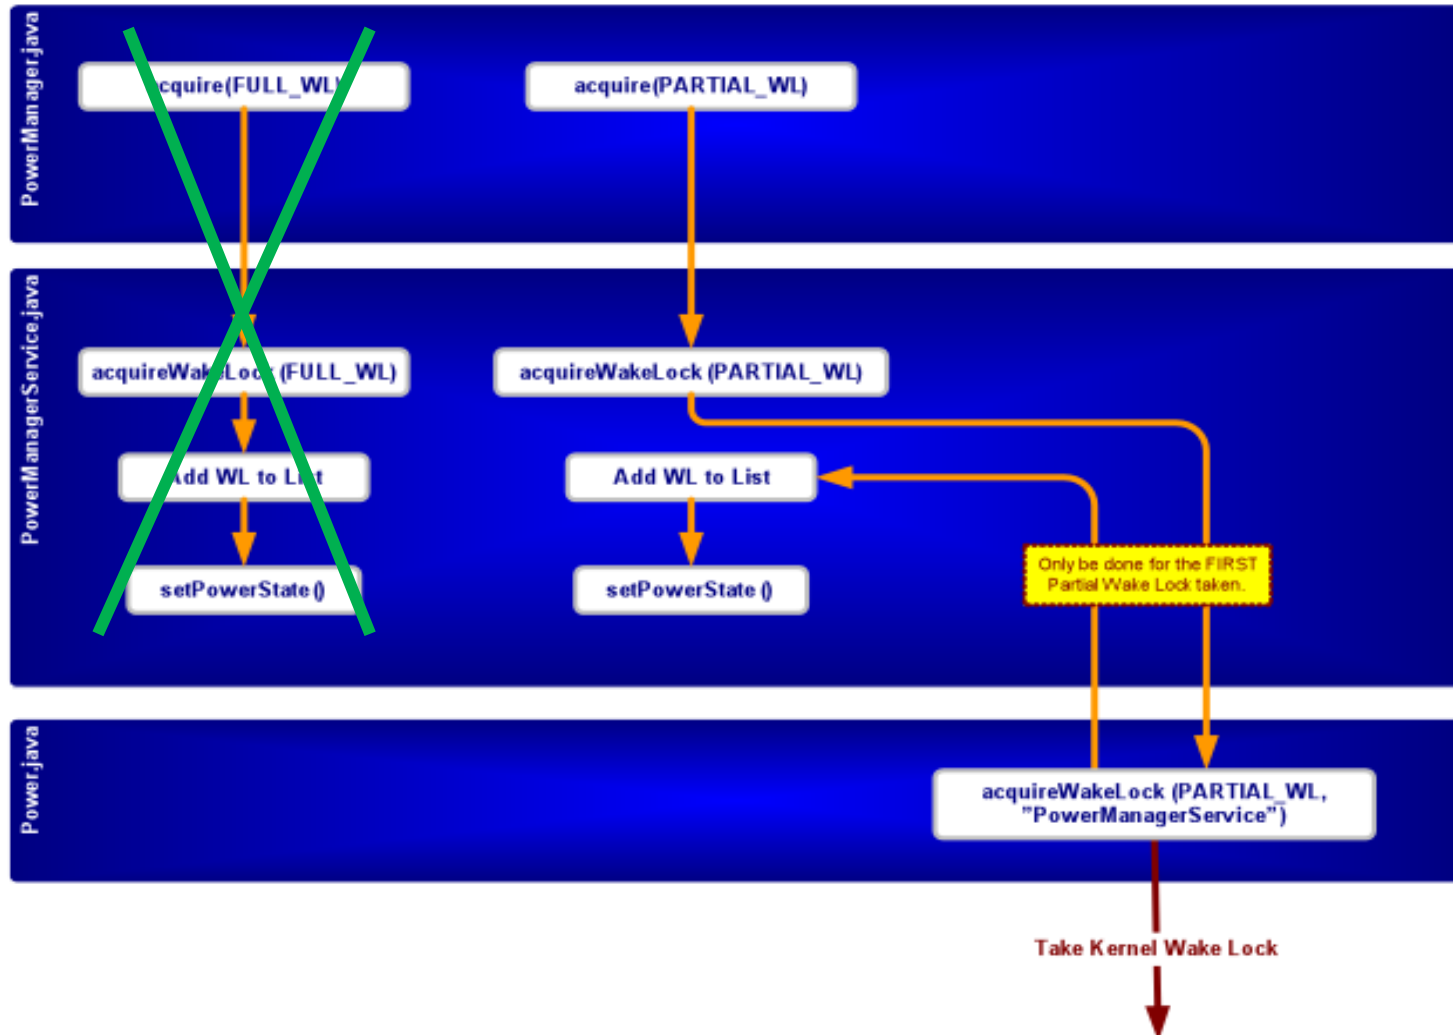 PowerManager.java
acquire(FULL_WL)
acquire(PARTIAL_WL)
PowerManagerService.java
acquireWakeLock (FULL_WL)
acquireWakeLock (PARTIAL_WL)
Add WL to List
Add WL to List
Only be done for the FIRST
Partial Wake Lock taken.
setPowerState ()
setPowerState ()
Power.java
acquireWakeLock (PARTIAL_WL,
"PowerManagerService")
Take Kernel Wake Lock